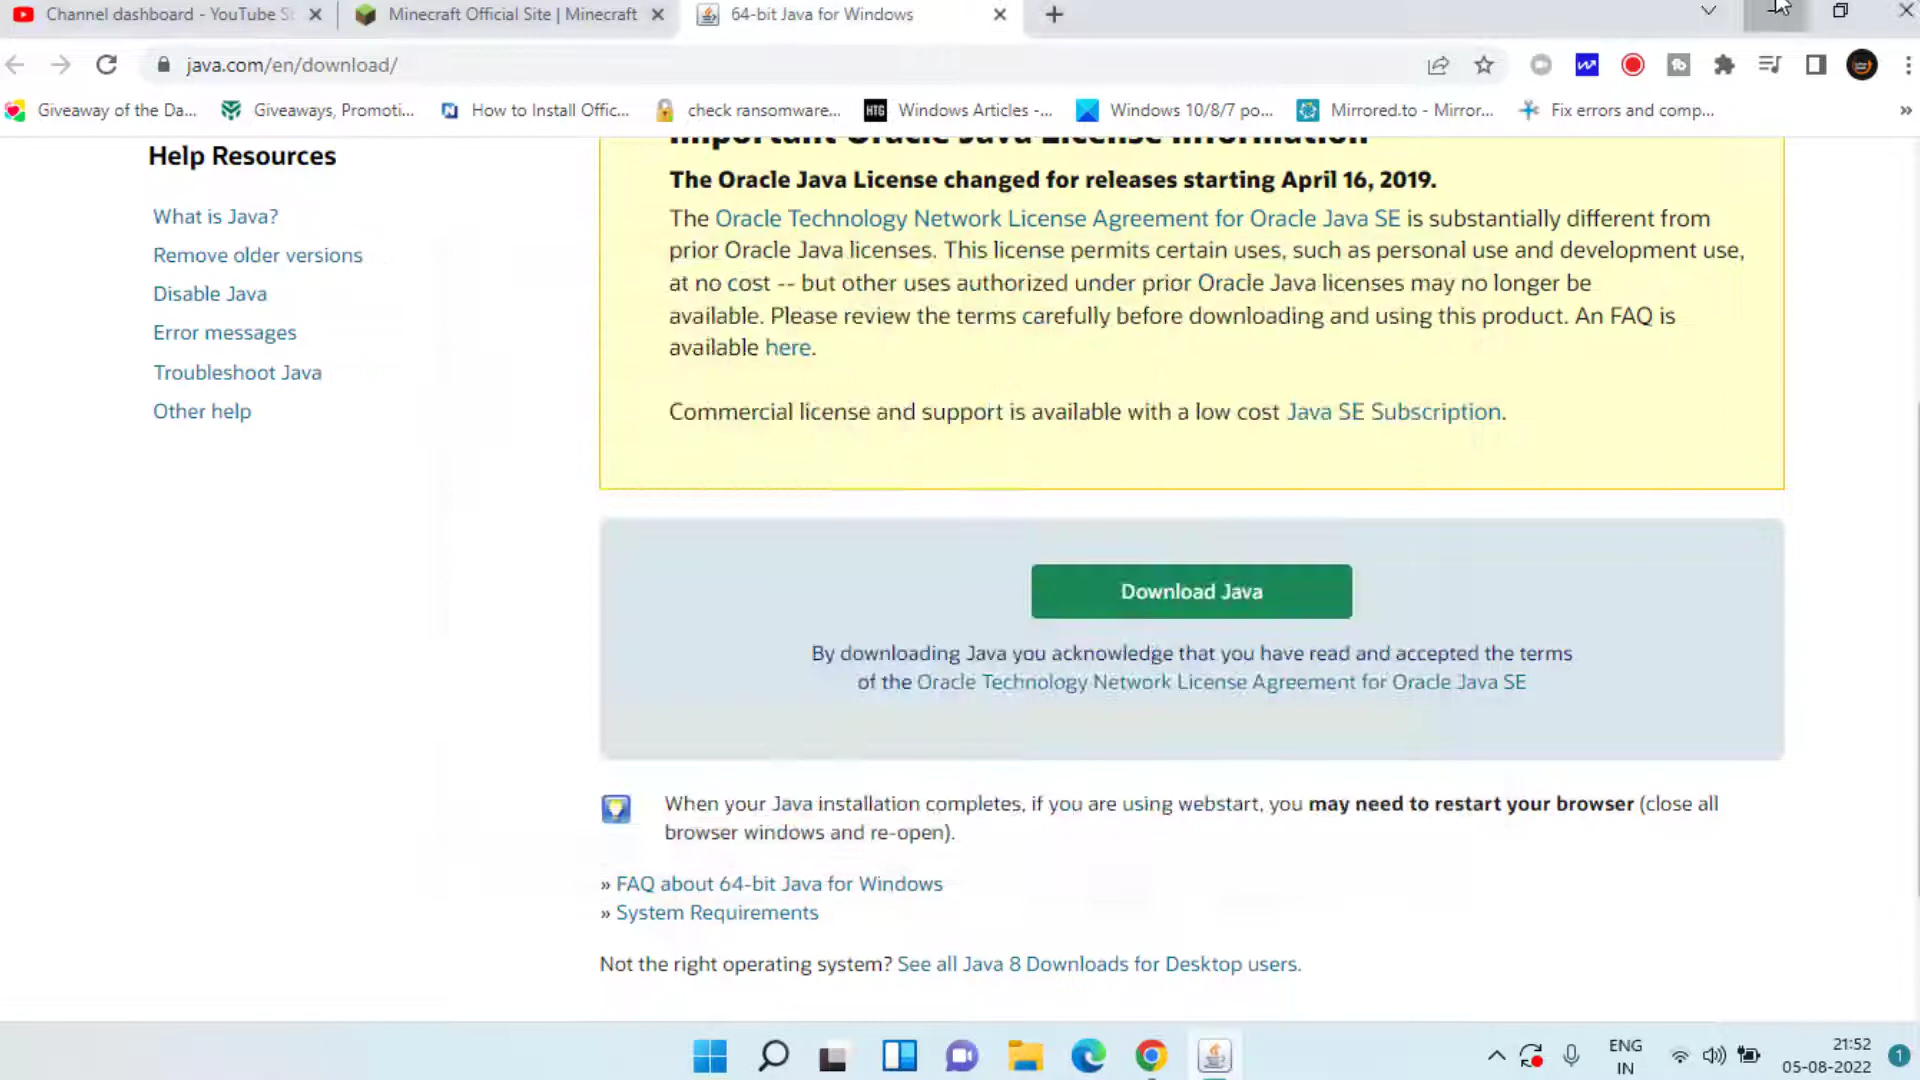 Channel dashboard - YouTube St
Minecraft Official Site | Minecraft
64-bit Java for Windows
java.com/en/download/
Giveaway of the Da...
Giveaways, Promoti...
How to Install Offic...
check ransomware...
HTG
Windows Articles -...
Windows 10/8/7 po...
Mirrored.to - Mirror...
Fix errors and comp...
»
Help Resources
What is Java?
Remove older versions
Disable Java
Error messages
Troubleshoot Java
Other help
Important Oracle Java License Information
The Oracle Java License changed for releases starting April 16, 2019.
The Oracle Technology Network License Agreement for Oracle Java SE is substantially different from
prior Oracle Java licenses. This license permits certain uses, such as personal use and development use,
at no cost -- but other uses authorized under prior Oracle Java licenses may no longer be
available. Please review the terms carefully before downloading and using this product. An FAQ is
available here.
Commercial license and support is available with a low cost Java SE Subscription.
Download Java
By downloading Java you acknowledge that you have read and accepted the terms
of the Oracle Technology Network License Agreement for Oracle Java SE
When your Java installation completes, if you are using webstart, you may need to restart your browser (close all
browser windows and re-open).
» FAQ about 64-bit Java for Windows
» System Requirements
Not the right operating system? See all Java 8 Downloads for Desktop users.
ENG
IN
21:52
05-08-2022
1